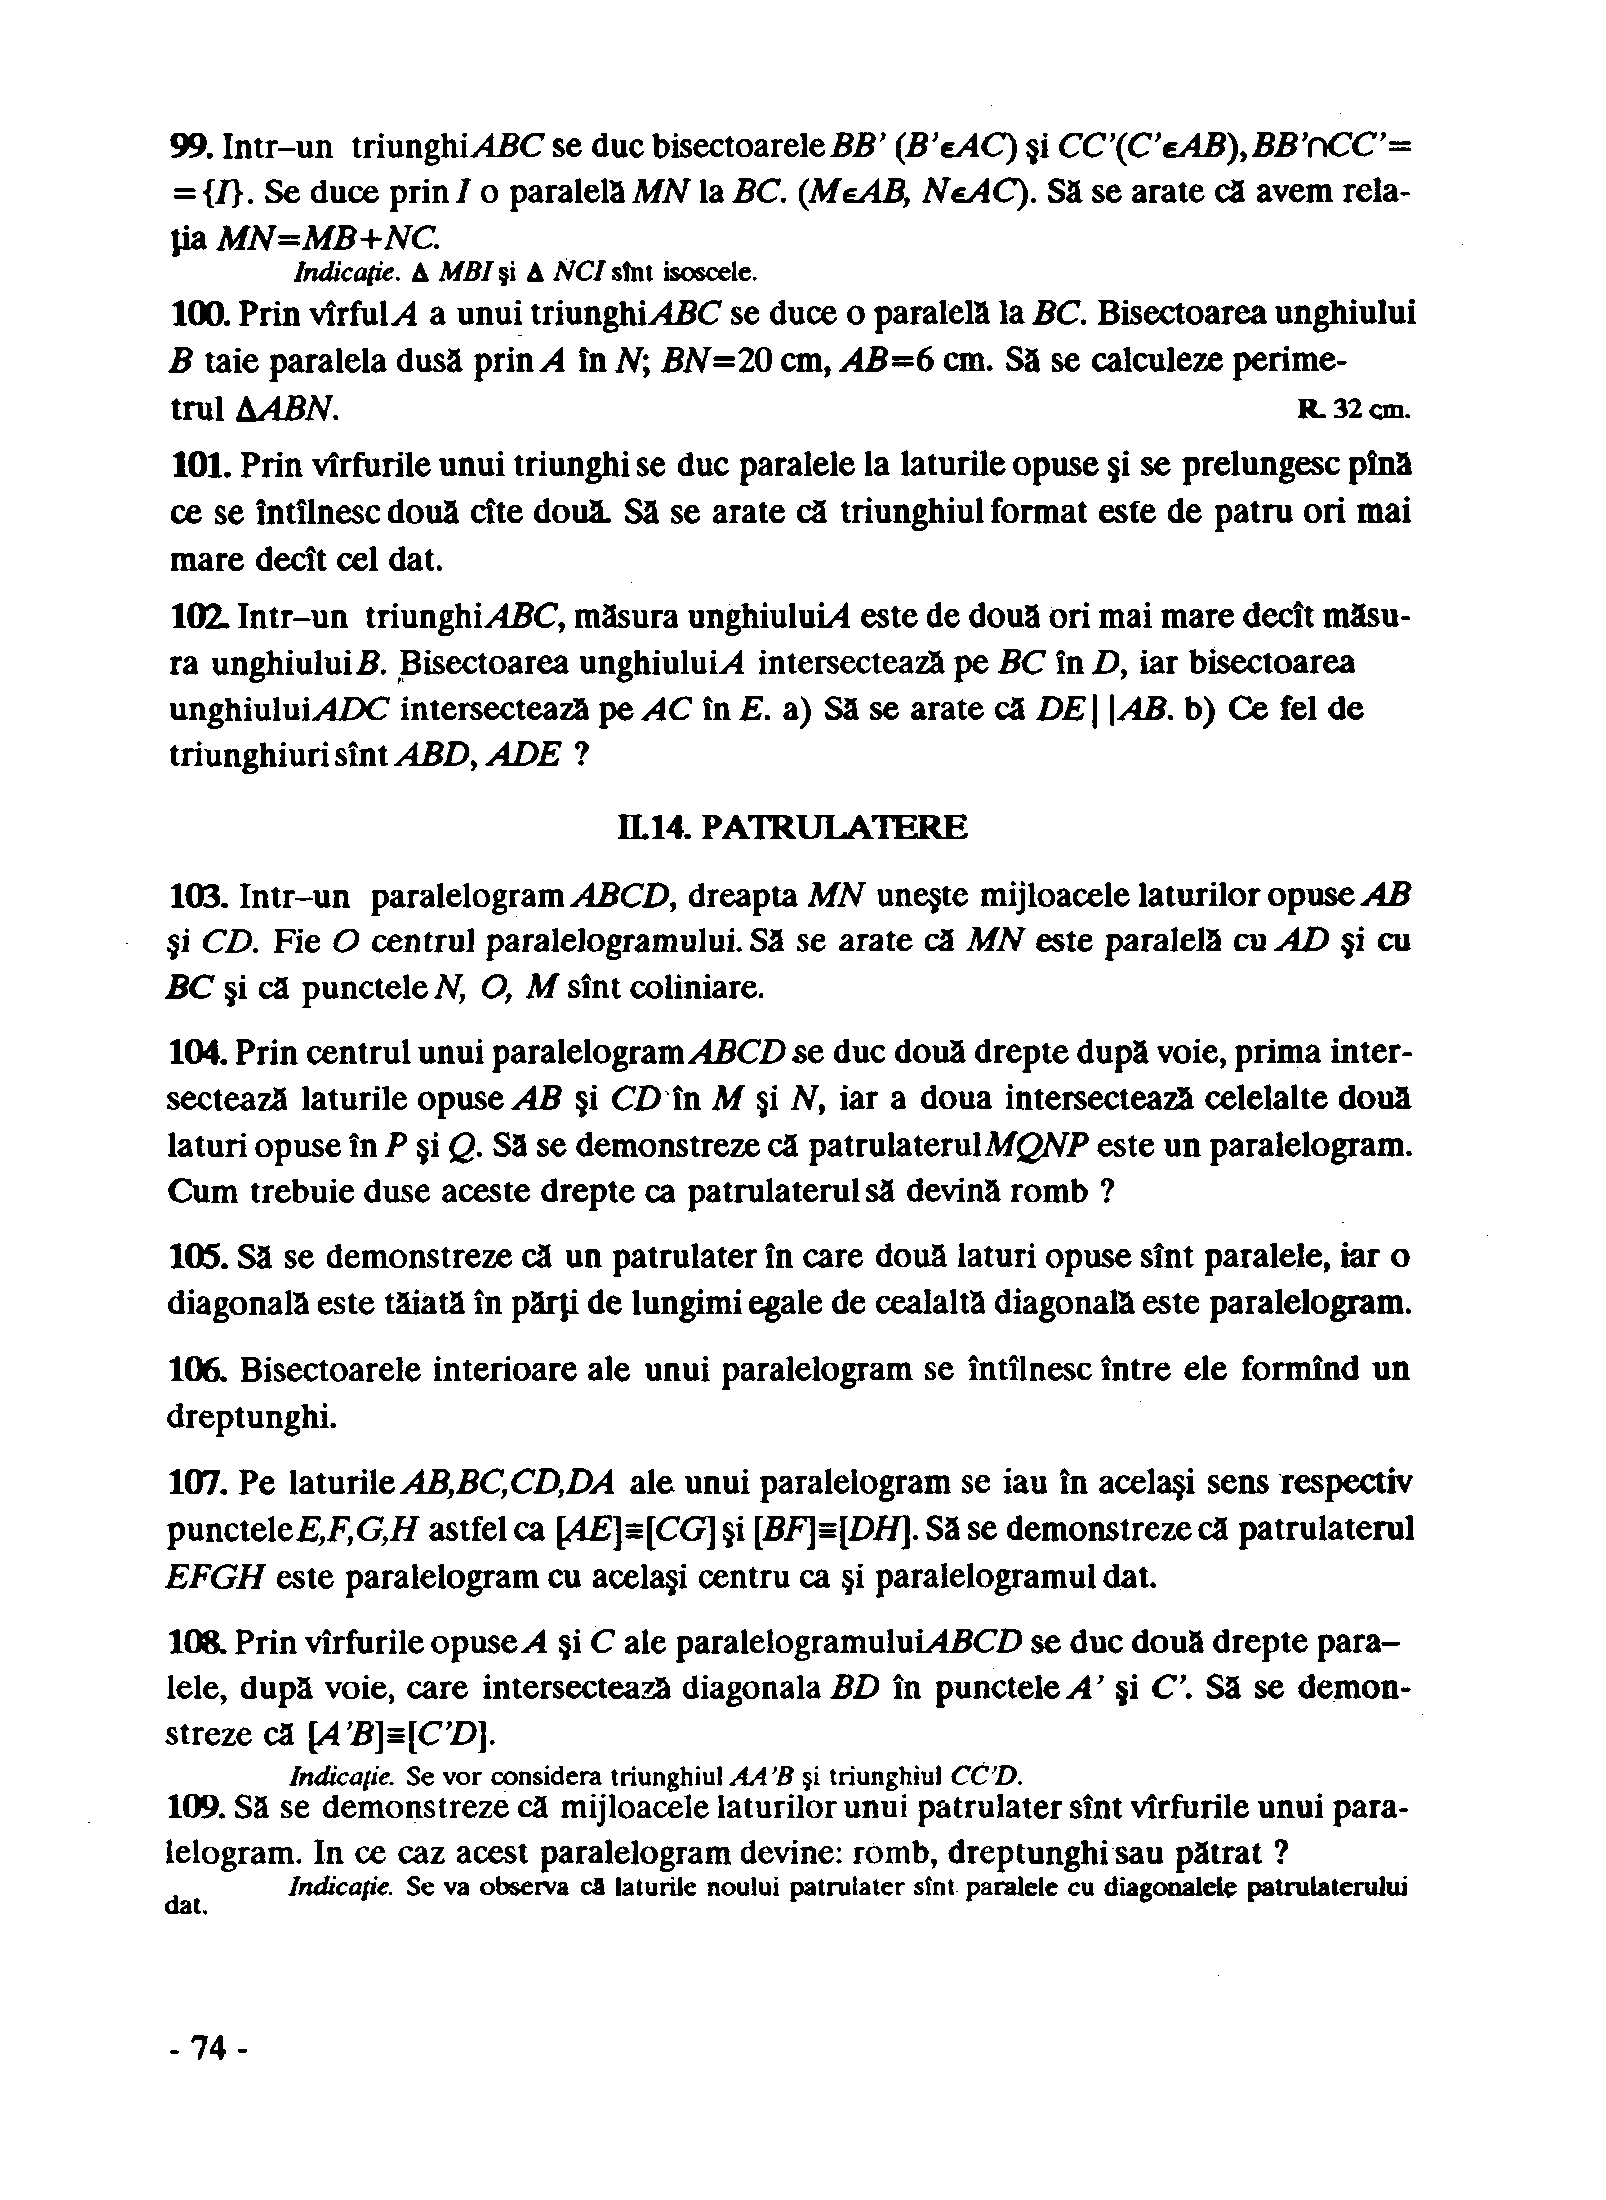 99. Intr-un triunghi ABC se duc bisectoarele BB' (B'∈AC) şi CC'(C'∈AB), BB'∩CC'=
={I}. Se duce prin I o paralelă MN la BC. (M∈AB, N∈AC). Să se arate că avem rela-
ţia MN=MB+NC.
Indicaţie. Δ MBI şi Δ NCI sînt isoscele.
100. Prin vîrful A a unui triunghi ABC se duce o paralelă la BC. Bisectoarea unghiului
B taie paralela dusă prin A în N; BN=20 cm, AB=6 cm. Să se calculeze perime-
trul ΔABN. R. 32 cm.
101. Prin vîrfurile unui triunghi se duc paralele la laturile opuse şi se prelungesc pînă
ce se întîlnesc două cîte două. Să se arate că triunghiul format este de patru ori mai
mare decît cel dat.
102. Intr-un triunghi ABC, măsura unghiului A este de două ori mai mare decît măsu-
ra unghiului B. Bisectoarea unghiului A intersectează pe BC în D, iar bisectoarea
unghiului ADC intersectează pe AC în E. a) Să se arate că DE||AB. b) Ce fel de
triunghiuri sînt ABD, ADE ?
II.14. PATRULATERE
103. Intr-un paralelogram ABCD, dreapta MN uneşte mijloacele laturilor opuse AB
şi CD. Fie O centrul paralelogramului. Să se arate că MN este paralelă cu AD şi cu
BC şi că punctele N, O, M sînt coliniare.
104. Prin centrul unui paralelogram ABCD se duc două drepte după voie, prima inter-
sectează laturile opuse AB şi CD în M şi N, iar a doua intersectează celelalte două
laturi opuse în P şi Q. Să se demonstreze că patrulaterul MQNP este un paralelogram.
Cum trebuie duse aceste drepte ca patrulaterul să devină romb ?
105. Să se demonstreze că un patrulater în care două laturi opuse sînt paralele, iar o
diagonală este tăiată în părţi de lungimi egale de cealaltă diagonală este paralelogram.
106. Bisectoarele interioare ale unui paralelogram se întîlnesc între ele formînd un
dreptunghi.
107. Pe laturile AB,BC,CD,DA ale unui paralelogram se iau în acelaşi sens respectiv
punctele E,F,G,H astfel ca [AE]≡[CG] şi [BF]≡[DH]. Să se demonstreze că patrulaterul
EFGH este paralelogram cu acelaşi centru ca şi paralelogramul dat.
108. Prin vîrfurile opuse A şi C ale paralelogramului ABCD se duc două drepte para-
lele, după voie, care intersectează diagonala BD în punctele A' şi C'. Să se demon-
streze că [A'B]≡[C'D].
Indicaţie. Se vor considera triunghiul AA'B şi triunghiul CC'D.
109. Să se demonstreze că mijloacele laturilor unui patrulater sînt vîrfurile unui para-
lelogram. In ce caz acest paralelogram devine: romb, dreptunghi sau pătrat ?
Indicaţie. Se va observa că laturile noului patrulater sînt paralele cu diagonalele patrulaterului
dat.
- 74 -